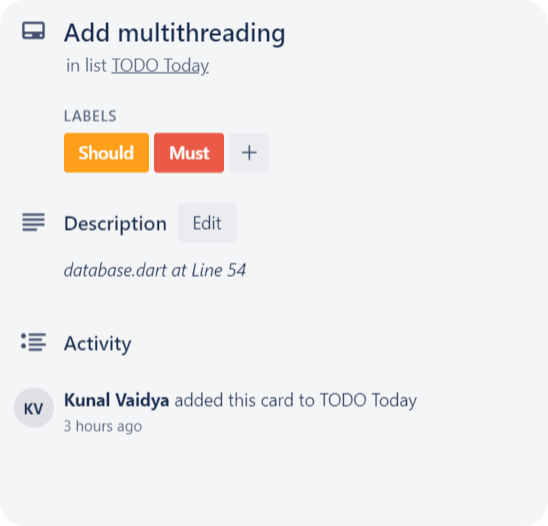 Add multithreading
in list TODO Today
LABELS
Should Must +
Description Edit
database.dart at Line 54
Activity
KV Kunal Vaidya added this card to TODO Today
3 hours ago